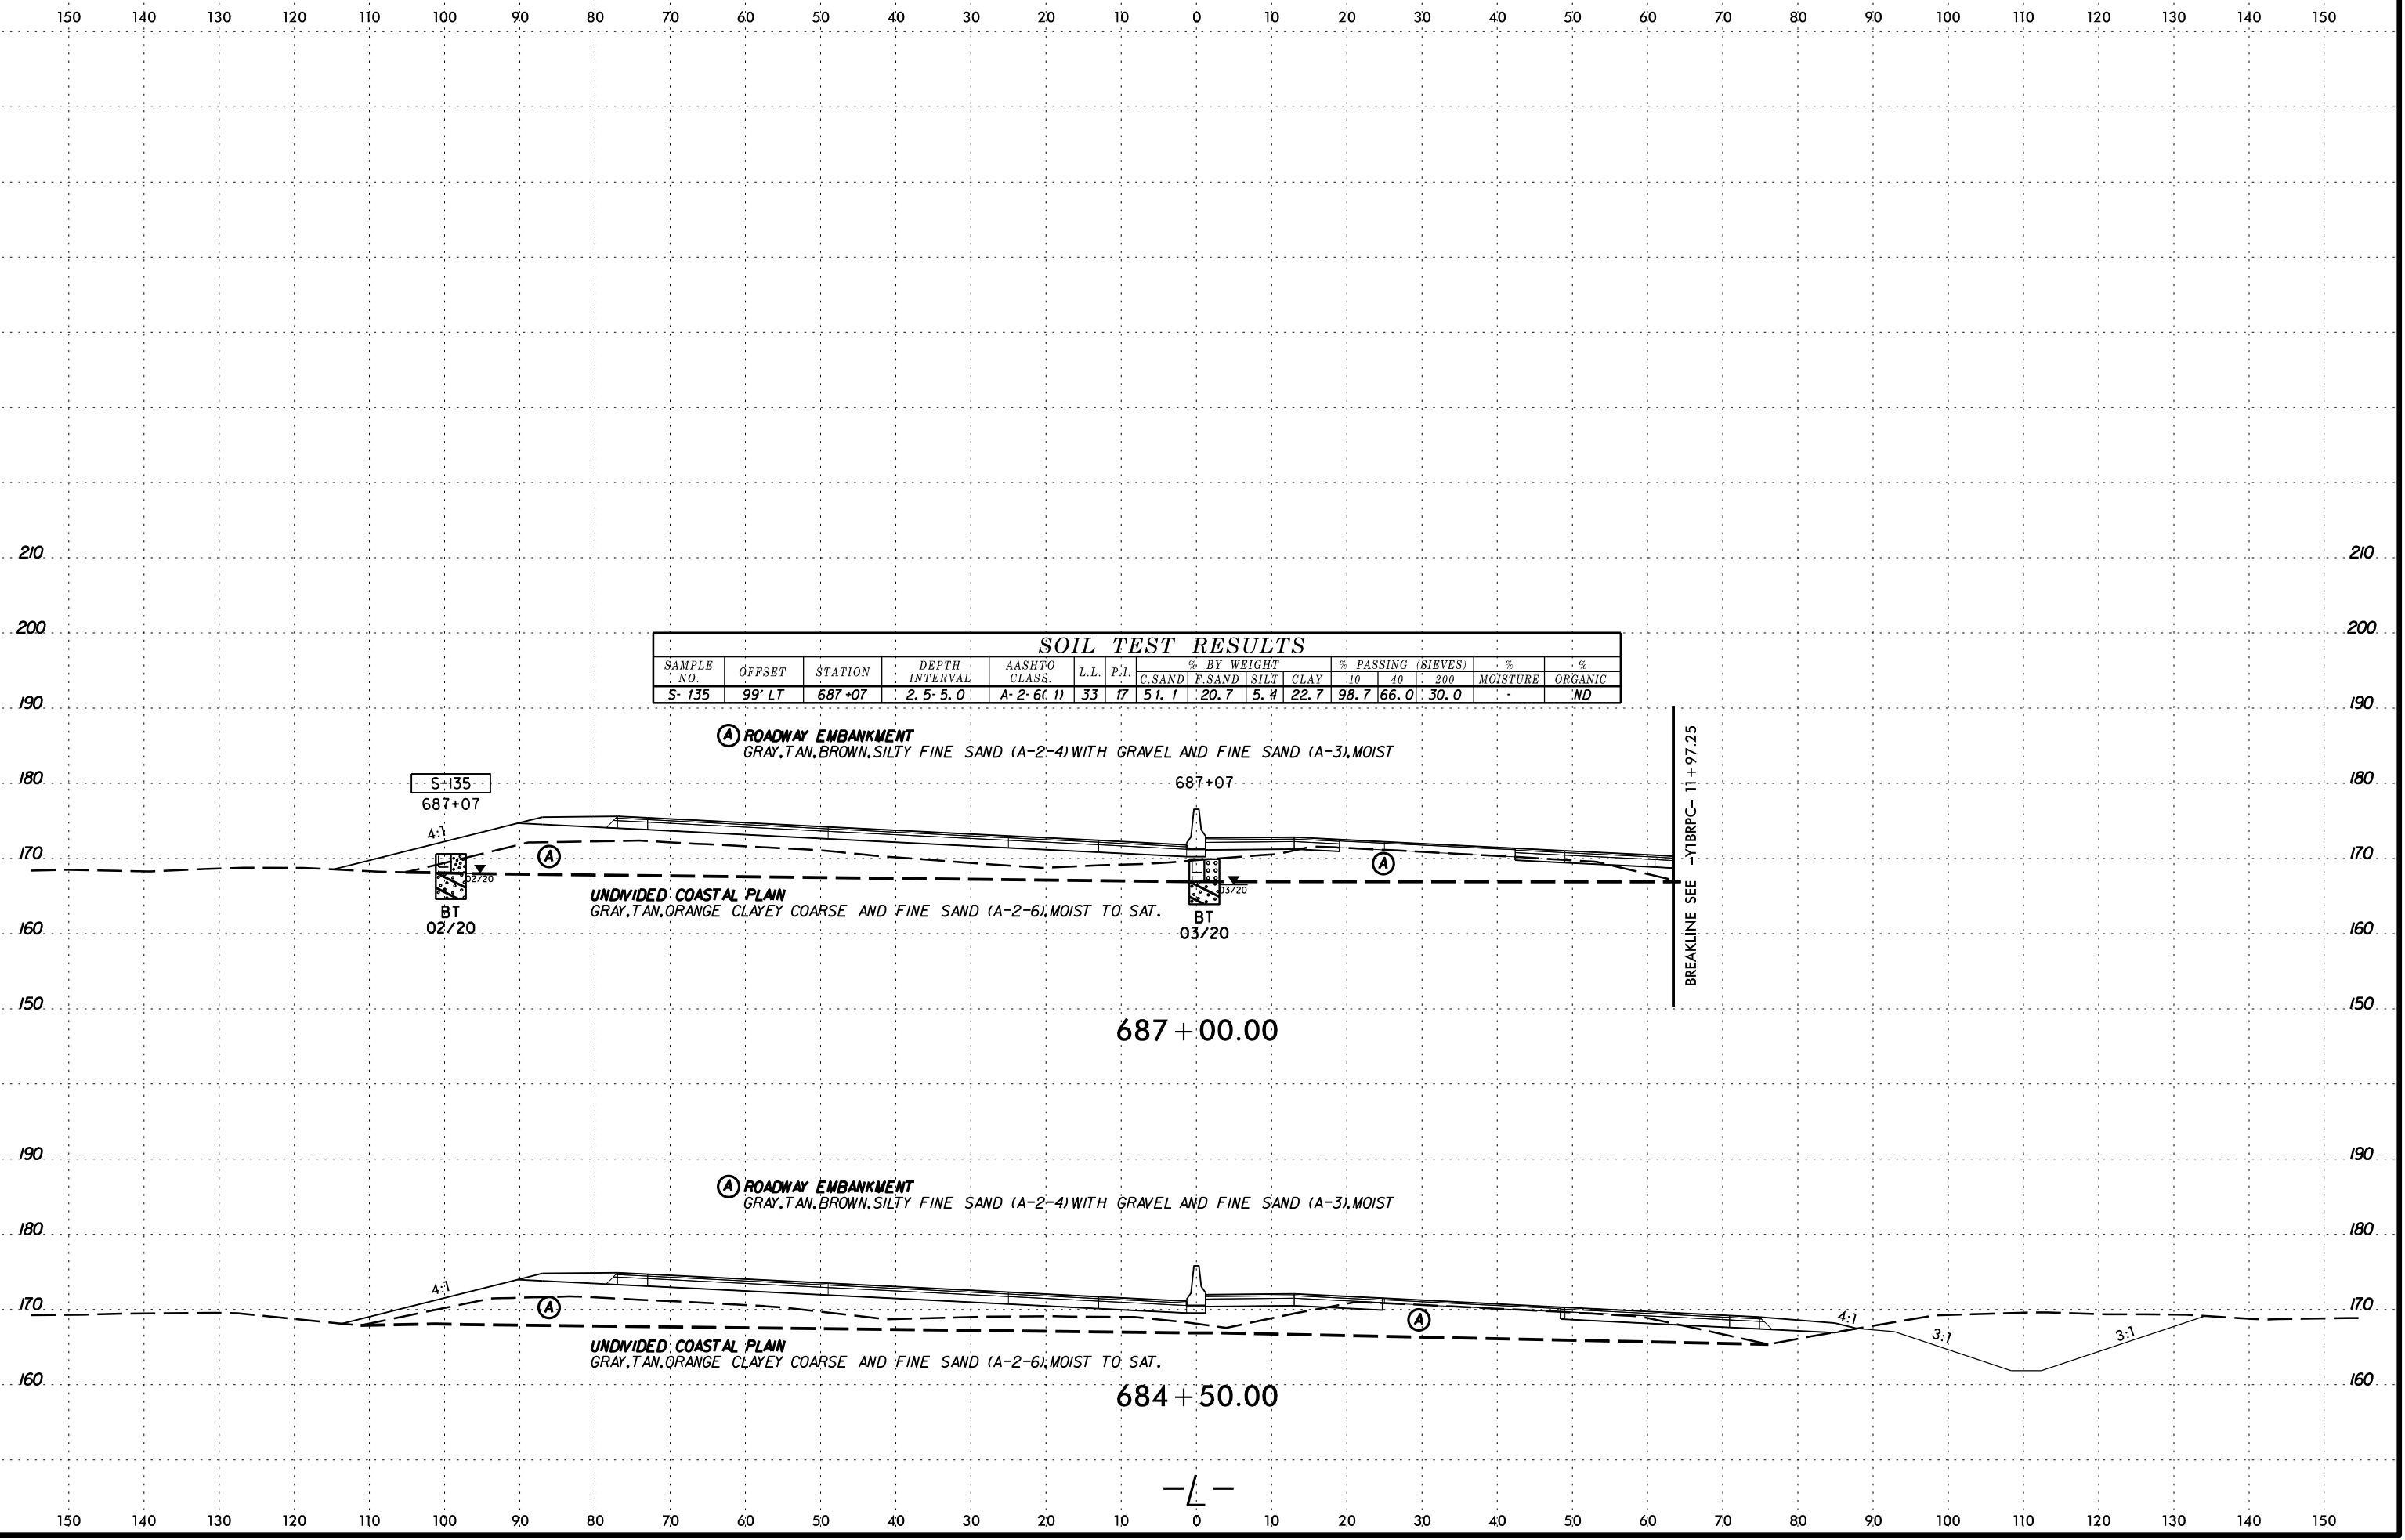 150 140 130 120 110 100 90 80 70 60 50 40 30 20 10 0 10 20 30 40 50 60 70 80 90 100 110 120 130 140 150
210 210
200 200
SOIL TEST RESULTS
SAMPLE NO. OFFSET STATION DEPTH INTERVAL AASHTO CLASS. L.L. P.I. % BY WEIGHT % PASSING (SIEVES) % MOISTURE % ORGANIC
C.SAND F.SAND SILT CLAY 10 40 200
S-135 99' LT 687+07 2.5-5.0 A-2-6(1) 33 17 51.1 20.7 5.4 22.7 98.7 66.0 30.0 - ND
190 190
A ROADWAY EMBANKMENT
GRAY, TAN, BROWN, SILTY FINE SAND (A-2-4) WITH GRAVEL AND FINE SAND (A-3), MOIST
180 S-135 687+07 180
687+07
4:1
BREAKLINE SEE -Y1BRPC- 11+97.25
170 A A 170
02/20 03/20
UNDIVIDED COASTAL PLAIN
GRAY, TAN, ORANGE CLAYEY COARSE AND FINE SAND (A-2-6), MOIST TO SAT.
BT BT
02/20 03/20
160 160
150 150
687+00.00
190 190
A ROADWAY EMBANKMENT
GRAY, TAN, BROWN, SILTY FINE SAND (A-2-4) WITH GRAVEL AND FINE SAND (A-3), MOIST
180 180
4:1
170 A A 4:1 3:1 3:1 170
UNDIVIDED COASTAL PLAIN
GRAY, TAN, ORANGE CLAYEY COARSE AND FINE SAND (A-2-6), MOIST TO SAT.
160 160
684+50.00
-L-
150 140 130 120 110 100 90 80 70 60 50 40 30 20 10 0 10 20 30 40 50 60 70 80 90 100 110 120 130 140 150